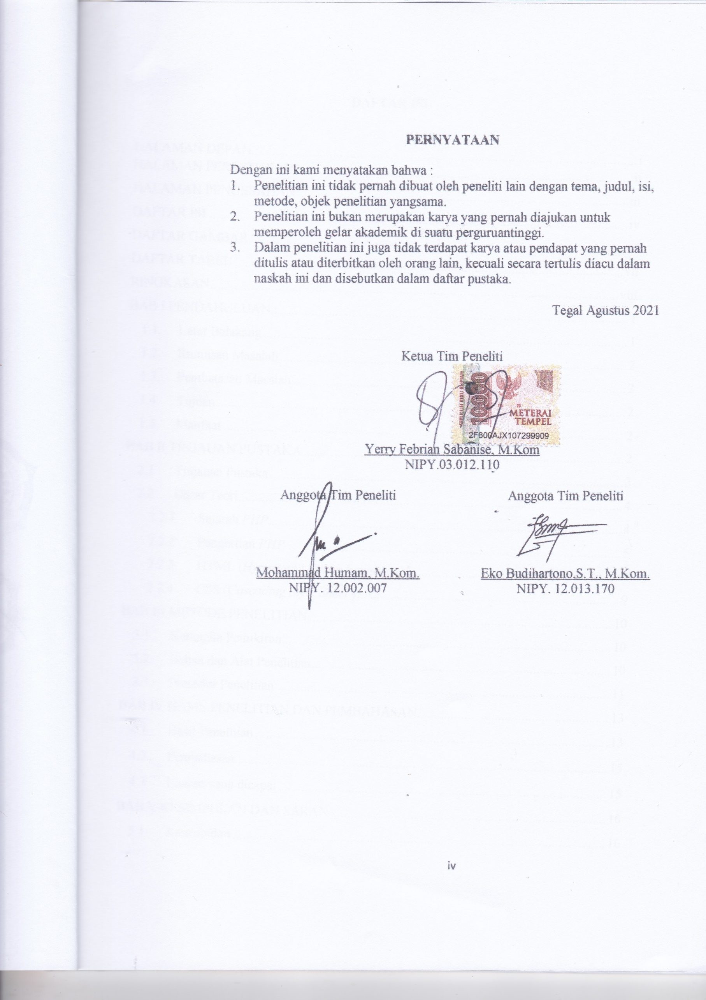 PERNYATAAN
Dengan ini kami menyatakan bahwa :
1. Penelitian ini tidak pernah dibuat oleh peneliti lain dengan tema, judul, isi,
metode, objek penelitian yangsama.
2. Penelitian ini bukan merupakan karya yang pernah diajukan untuk
memperoleh gelar akademik di suatu perguruantinggi.
3. Dalam penelitian ini juga tidak terdapat karya atau pendapat yang pernah
ditulis atau diterbitkan oleh orang lain, kecuali secara tertulis diacu dalam
naskah ini dan disebutkan dalam daftar pustaka.
Tegal Agustus 2021
Ketua Tim Peneliti
SEPULUH RIBU RUPIAH
10000
METERAI
TEMPEL
2F800AJX107299909
Yerry Febrian Sabanise, M.Kom
NIPY.03.012.110
Anggota Tim Peneliti
Anggota Tim Peneliti
Mohammad Humam, M.Kom.
Eko Budihartono,S.T., M.Kom.
NIPY. 12.002.007
NIPY. 12.013.170
iv